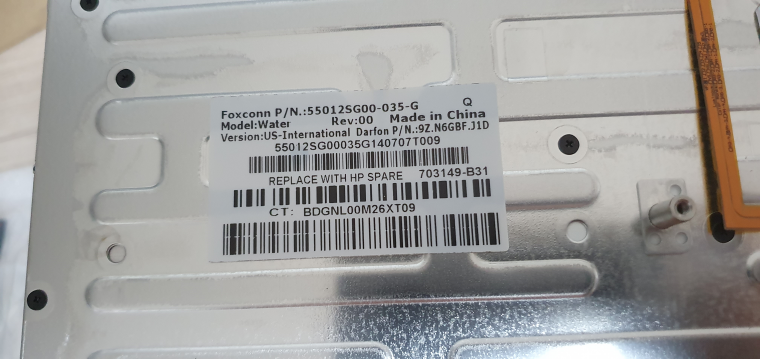 Foxconn P/N.:55012SG00-035-G Q
Model:Water Rev:00 Made in China
Version:US-International Darfon P/N.:9Z.N6GBF.J1D
55012SG00035G140707T009
REPLACE WITH HP SPARE 703149-B31
CT: BDGNL00M26XT09